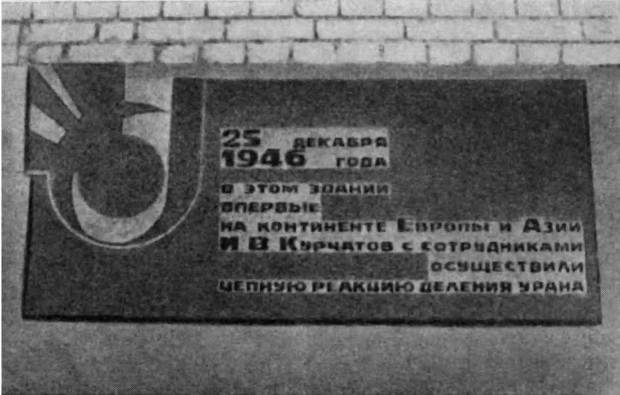 25 ДЕКАБРЯ
1946 ГОДА
В ЭТОМ ЗДАНИИ
ВПЕРВЫЕ
НА КОНТИНЕНТЕ ЕВРОПЫ И АЗИИ
И В КУРЧАТОВ С СОТРУДНИКАМИ
ОСУЩЕСТВИЛИ
ЦЕПНУЮ РЕАКЦИЮ ДЕЛЕНИЯ УРАНА